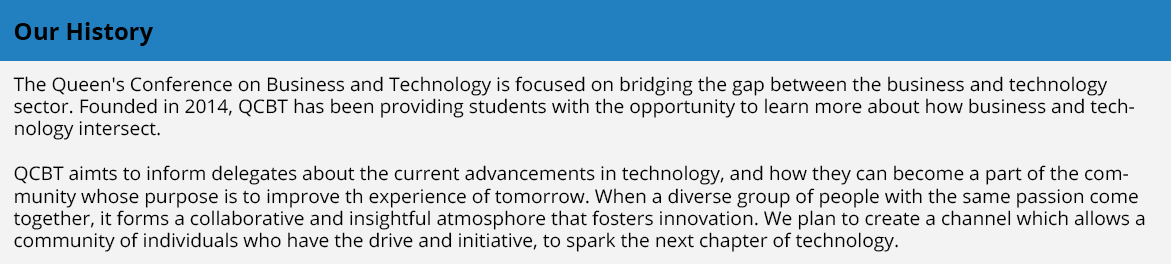 Our History
The Queen's Conference on Business and Technology is focused on bridging the gap between the business and technology
sector. Founded in 2014, QCBT has been providing students with the opportunity to learn more about how business and tech-
nology intersect.
QCBT aimts to inform delegates about the current advancements in technology, and how they can become a part of the com-
munity whose purpose is to improve th experience of tomorrow. When a diverse group of people with the same passion come
together, it forms a collaborative and insightful atmosphore that fosters innovation. We plan to create a channel which allows a
community of individuals who have the drive and initiative, to spark the next chapter of technology.